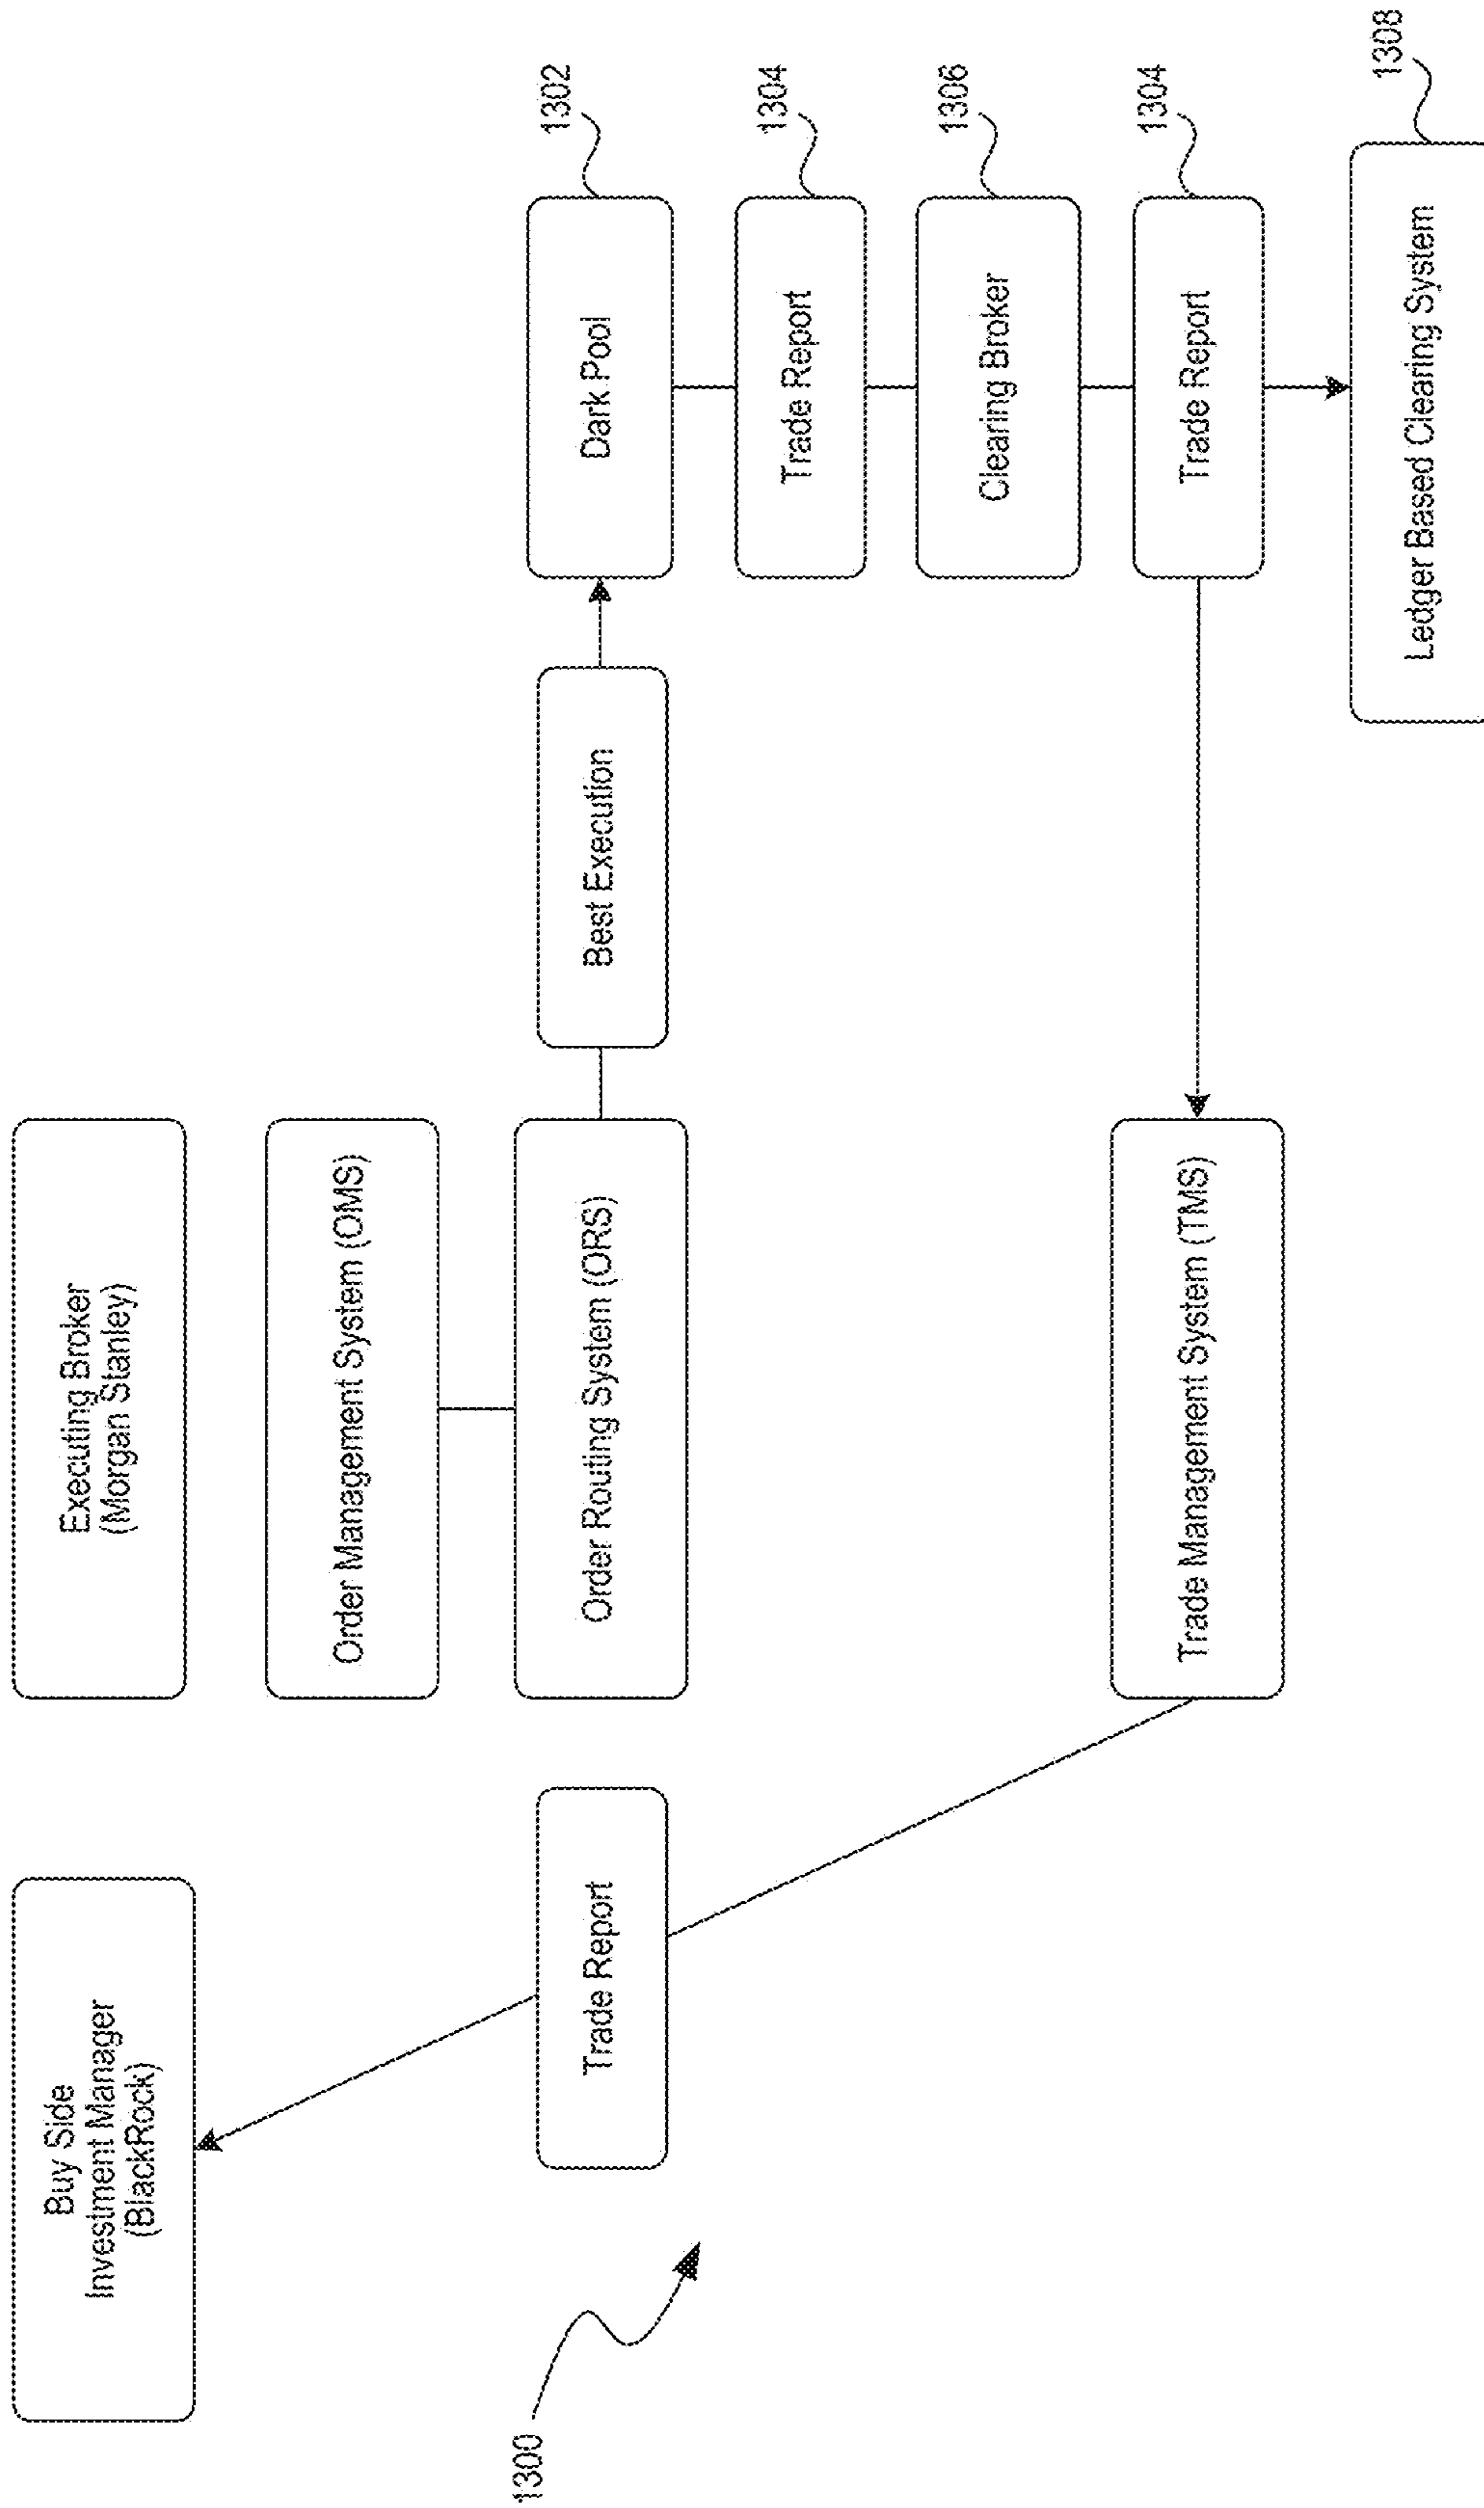 Buy Side
Investment Manager
(BlackRock)
Executing Broker
(Morgan Stanley)
Order Management System (OMS)
1300
Trade Report
Order Routing System (ORS)
Best Execution
Dark Pool
1302
Trade Report
1304
Clearing Broker
1306
Trade Management System (TMS)
Trade Report
1304
Ledger Based Clearing System
1308